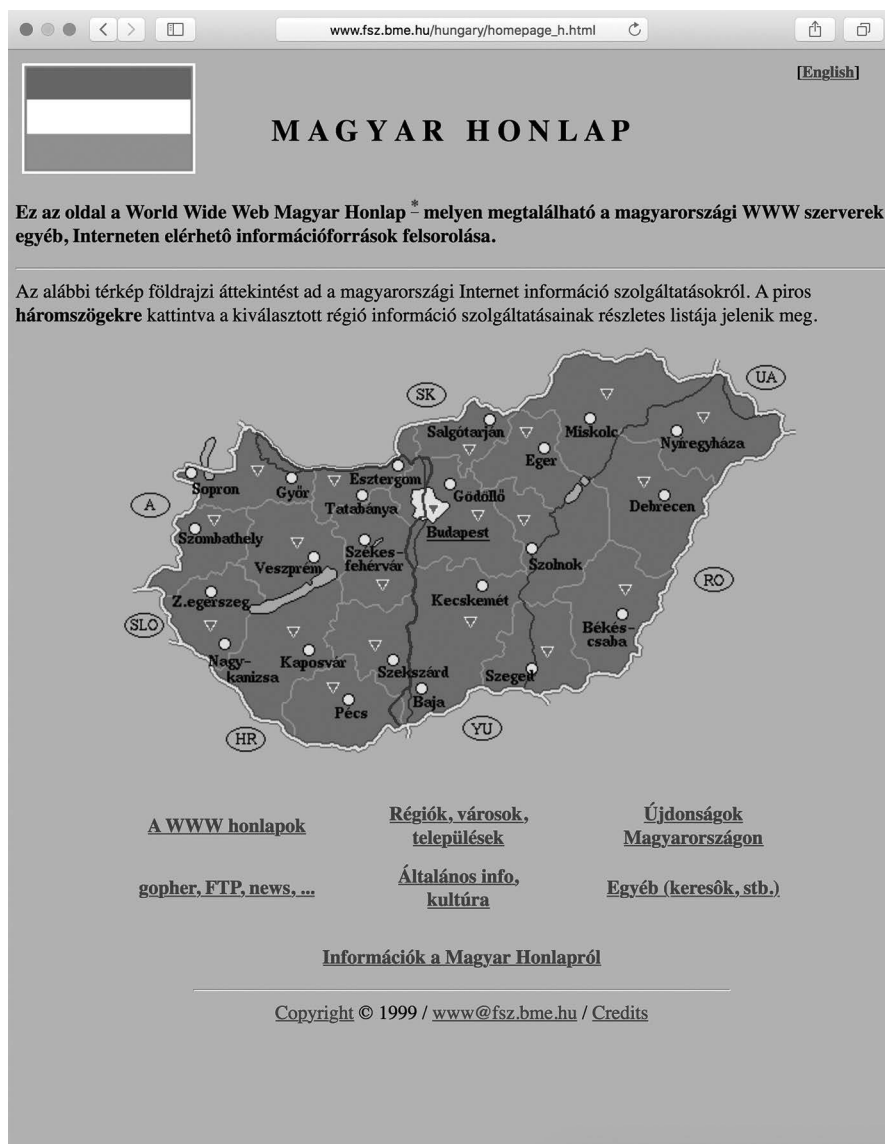 www.fsz.bme.hu/hungary/homepage_h.html
[English]
MAGYAR HONLAP
Ez az oldal a World Wide Web Magyar Honlap * melyen megtalálható a magyarországi WWW szerverek
egyéb, Interneten elérhetô információforrások felsorolása.
Az alábbi térkép földrajzi áttekintést ad a magyarországi Internet információ szolgáltatásokról. A piros
háromszögekre kattintva a kiválasztott régió információ szolgáltatásainak részletes listája jelenik meg.
UA
SK
Salgótarján
Miskolc
Nyíregyháza
Eger
Esztergom
Sopron
Győr
Gödöllő
Tatabánya
Debrecen
A
Budapest
Szombathely
Székes-
fehérvár
Veszprém
Szolnok
RO
Z.egerszeg
Kecskemét
SLO
Békés-
csaba
Nagy-
kanizsa
Kaposvár
Szekszárd
Szeged
Baja
Pécs
YU
HR
A WWW honlapok
Régiók, városok,
települések
Újdonságok
Magyarországon
gopher, FTP, news, ...
Általános info,
kultúra
Egyéb (keresôk, stb.)
Információk a Magyar Honlapról
Copyright © 1999 / www@fsz.bme.hu / Credits